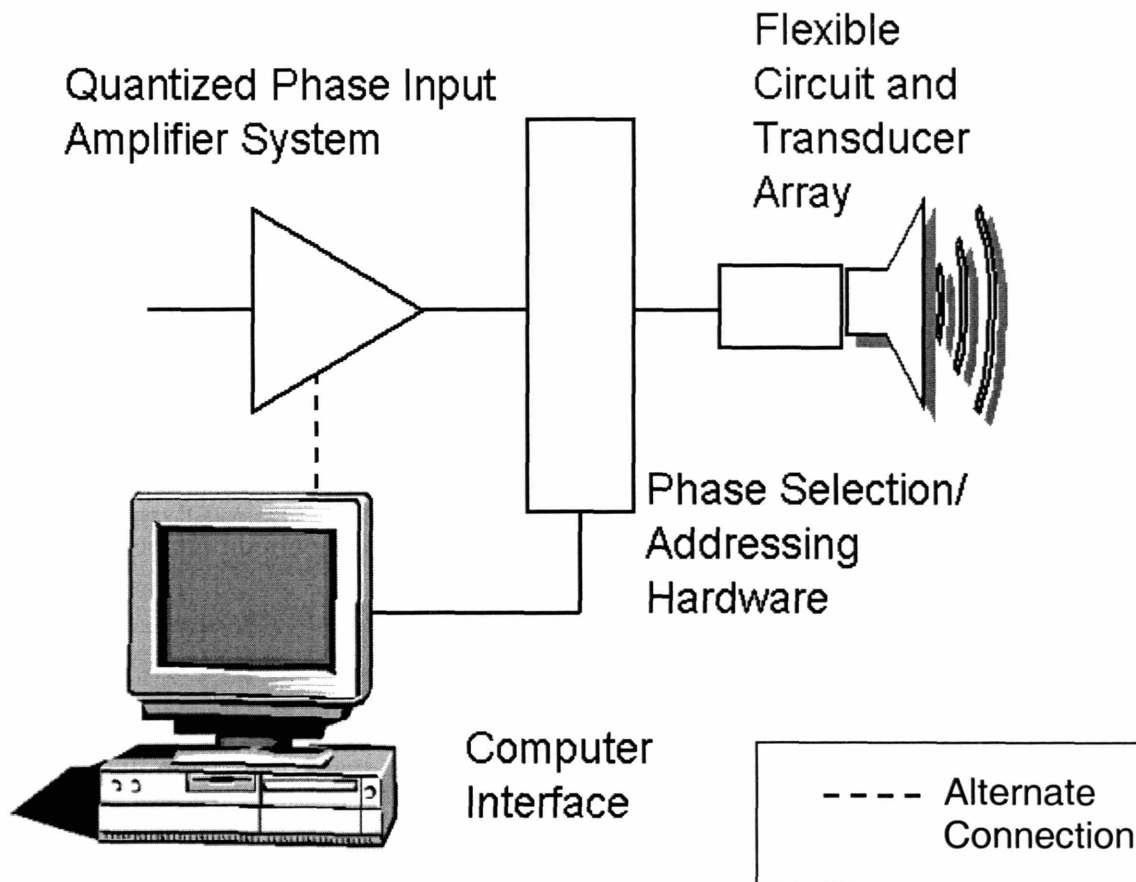 Quantized Phase Input
Amplifier System
Flexible
Circuit and
Transducer
Array
Phase Selection/
Addressing
Hardware
Computer
Interface
---- Alternate
Connection